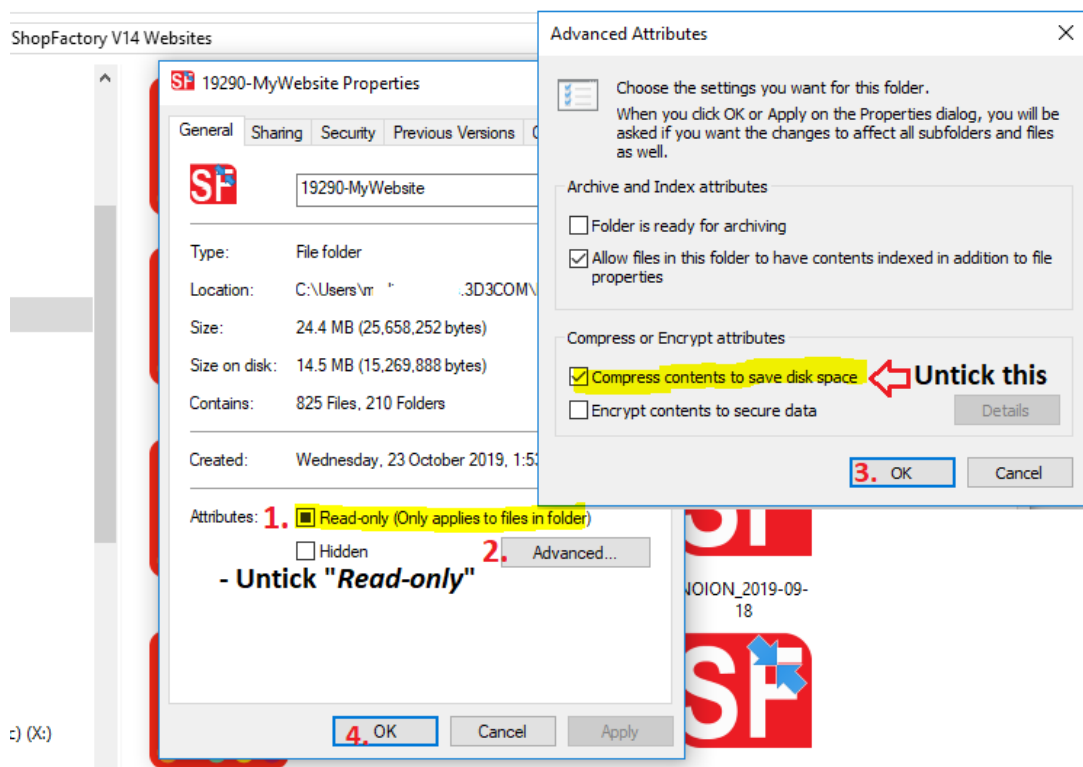 ShopFactory V14 Websites
SF 19290-MyWebsite Properties
General Sharing Security Previous Versions
SF 19290-MyWebsite
Type: File folder
Location: C:\Users\ .3D3COM\
Size: 24.4 MB (25,658,252 bytes)
Size on disk: 14.5 MB (15,269,888 bytes)
Contains: 825 Files, 210 Folders
Created: Wednesday, 23 October 2019, 1:53
Attributes: 1. Read-only (Only applies to files in folder)
Hidden 2. Advanced...
- Untick "Read-only"
4. OK Cancel Apply
Advanced Attributes
Choose the settings you want for this folder.
When you click OK or Apply on the Properties dialog, you will be
asked if you want the changes to affect all subfolders and files
as well.
Archive and Index attributes
Folder is ready for archiving
Allow files in this folder to have contents indexed in addition to file
properties
Compress or Encrypt attributes
Compress contents to save disk space Untick this
Encrypt contents to secure data Details
3. OK Cancel
SF
NOION_2019-09-
18
SF
c) (X:)